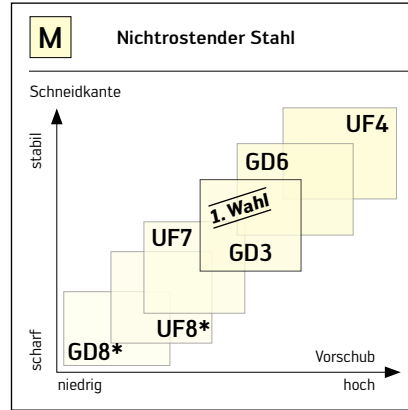 M
Nichtrostender Stahl
Schneidkante
stabil
UF4
GD6
1. Wahl
UF7
GD3
UF8*
GD8*
scharf
Vorschub
niedrig
hoch